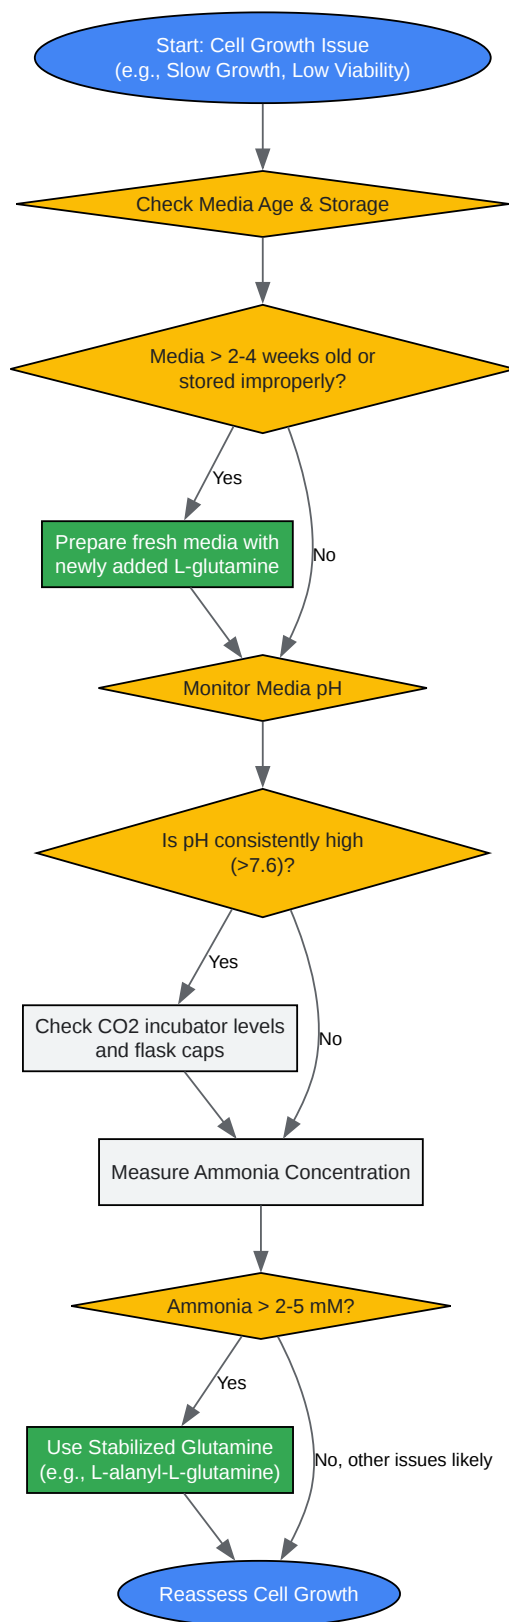 Start: Cell Growth Issue
(e.g., Slow Growth, Low Viability)
Check Media Age & Storage
Media > 2-4 weeks old or
stored improperly?
Yes
Prepare fresh media with
newly added L-glutamine
No
Monitor Media pH
Is pH consistently high
(>7.6)?
Yes
Check CO2 incubator levels
and flask caps
No
Measure Ammonia Concentration
Ammonia > 2-5 mM?
Yes
Use Stabilized Glutamine
(e.g., L-alanyl-L-glutamine)
No, other issues likely
Reassess Cell Growth